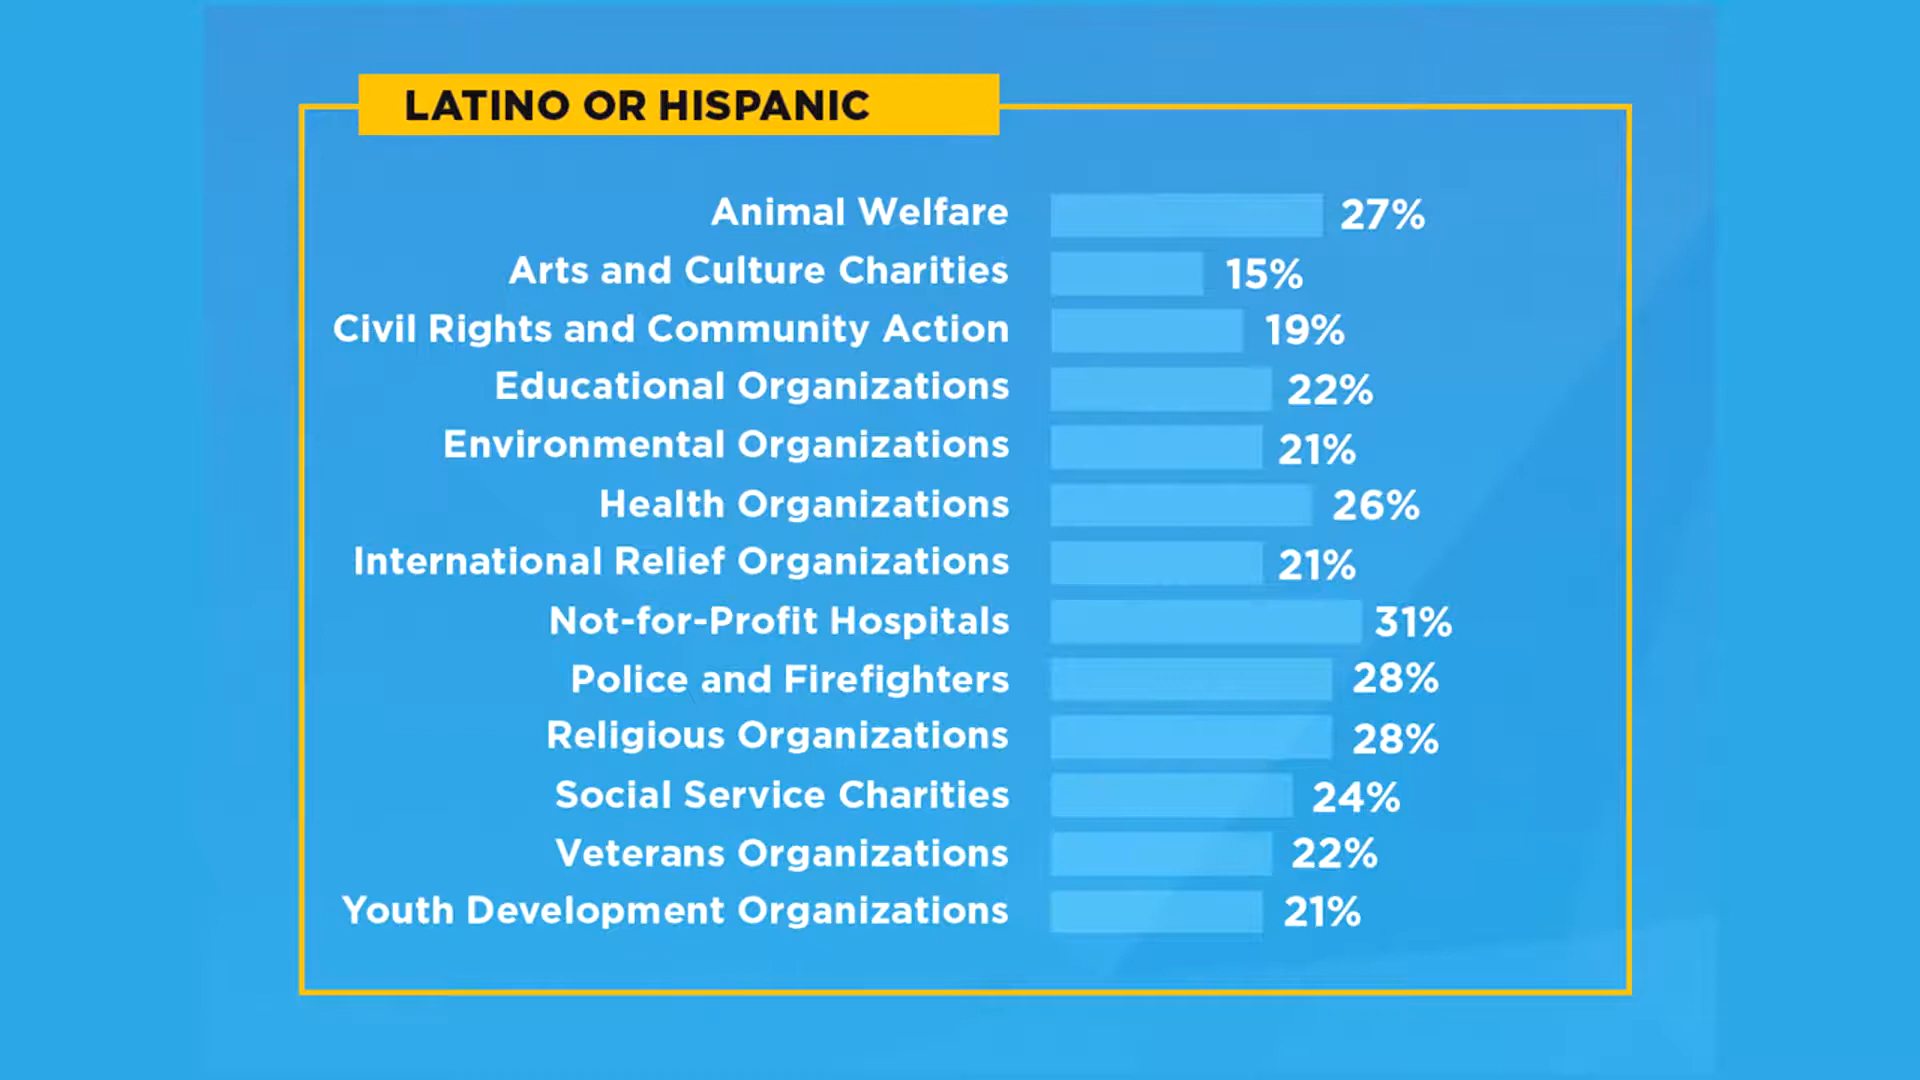 LATINO OR HISPANIC
Animal Welfare 27%
Arts and Culture Charities 15%
Civil Rights and Community Action 19%
Educational Organizations 22%
Environmental Organizations 21%
Health Organizations 26%
International Relief Organizations 21%
Not-for-Profit Hospitals 31%
Police and Firefighters 28%
Religious Organizations 28%
Social Service Charities 24%
Veterans Organizations 22%
Youth Development Organizations 21%